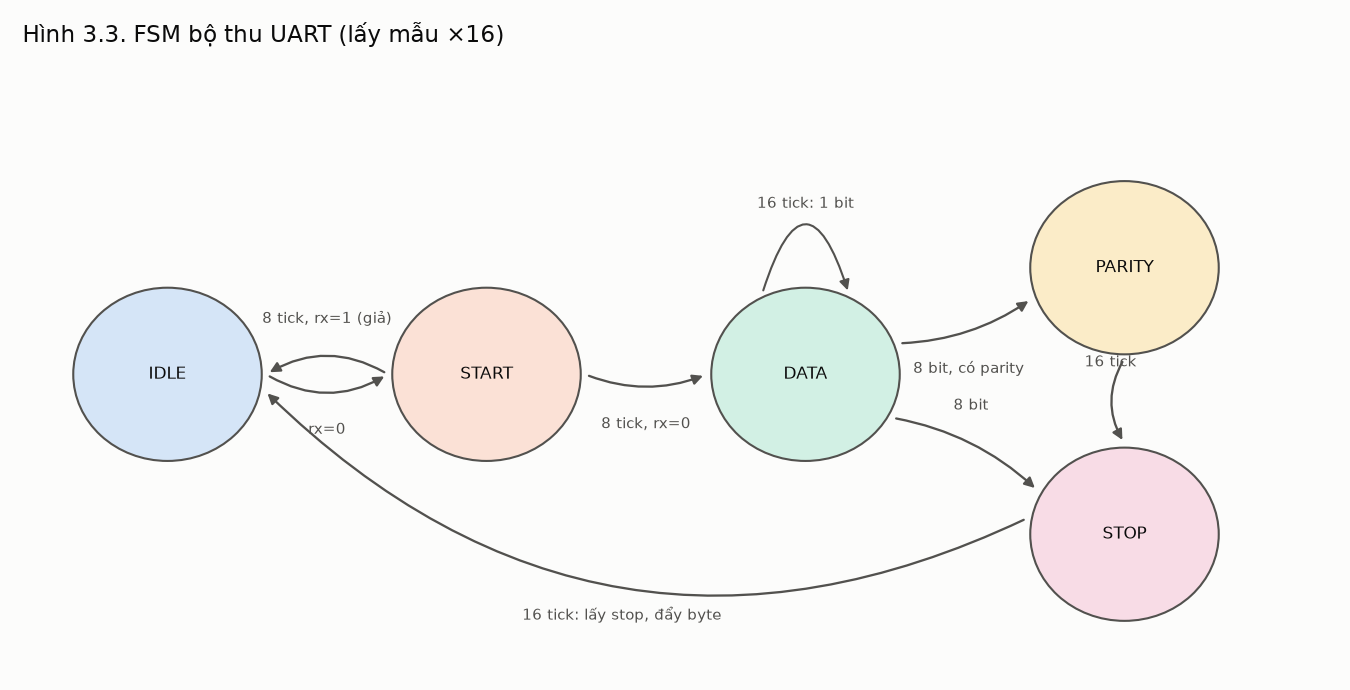 Hình 3.3. FSM bộ thu UART (lấy mẫu ×16)
16 tick: 1 bit
PARITY
8 tick, rx=1 (giả)
16 tick
8 bit, có parity
IDLE
START
DATA
8 bit
8 tick, rx=0
rx=0
STOP
16 tick: lấy stop, đẩy byte